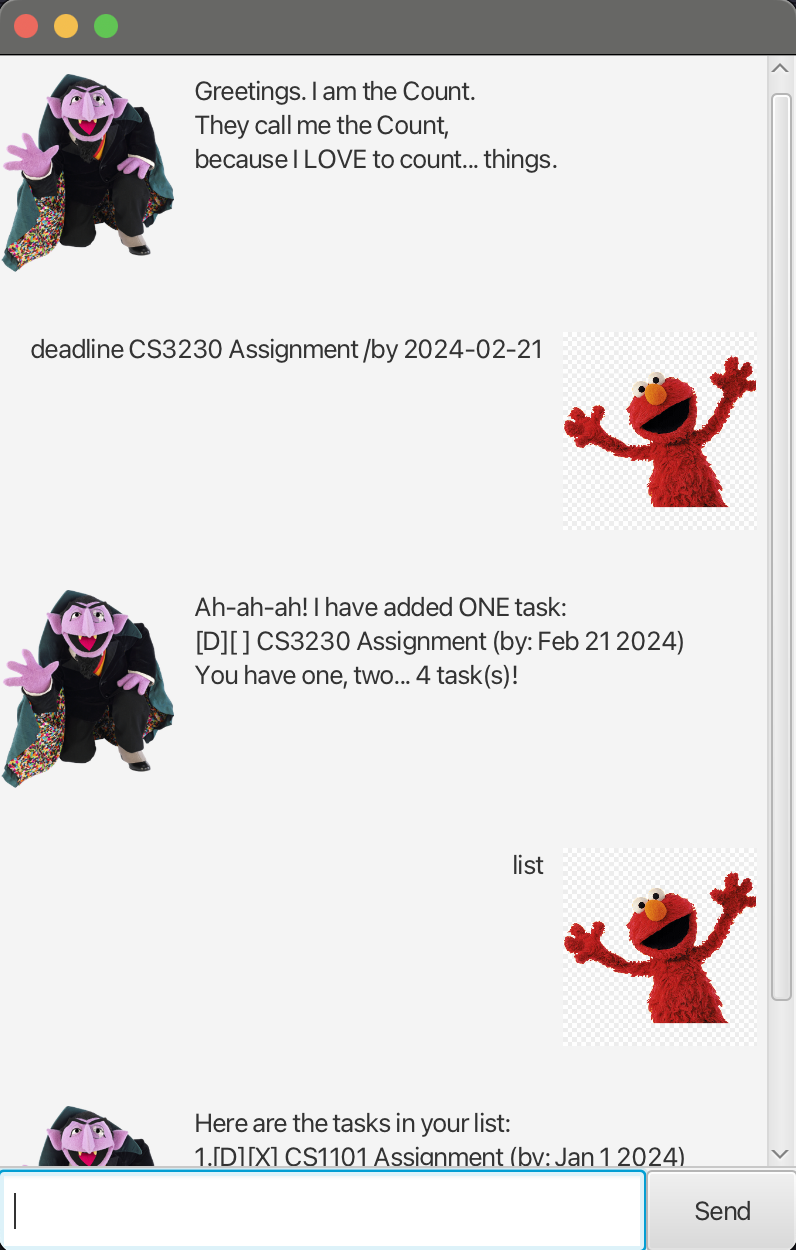 Greetings. I am the Count.
They call me the Count,
because I LOVE to count... things.
deadline CS3230 Assignment /by 2024-02-21
Ah-ah-ah! I have added ONE task:
[D][ ] CS3230 Assignment (by: Feb 21 2024)
You have one, two... 4 task(s)!
list
Here are the tasks in your list:
1.[D][X] CS1101 Assignment (by: Jan 1 2024)
Send